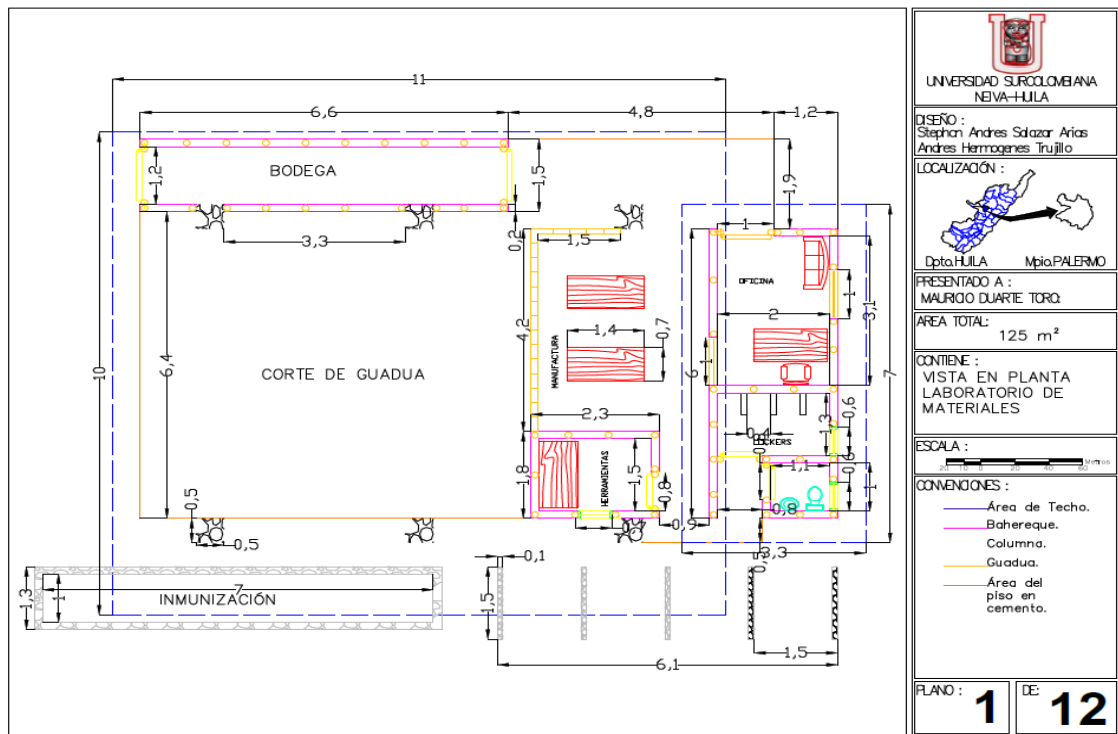 11
6,6
4,8
1,2
BODEGA
1,2
1,5
1,9
3,3
0,2
1,5
1
OFICINA
1
3,1
2
1,4
0,7
MANUFACTURA
4,2
10
6,4
CORTE DE GUADUA
6
7
1
2,3
1,3
0,6
0,4
LOCKERS
1,8
HERRAMIENTAS
1,5
0,8
1,1
0,6
1
0,8
0,5
0,5
0,9
3,3
0,1
1,3
1
7
INMUNIZACIÓN
1,5
1,5
6,1
UNIVERSIDAD SURCOLOMBIANA
NEIVA-HUILA
DISEÑO :
Stephan Andres Salazar Arias
Andres Hermogenes Trujillo
LOCALIZACIÓN :
Dpto.HUILA Mpio.PALERMO
PRESENTADO A :
MAURICIO DUARTE TORO:
AREA TOTAL:
125 m²
CONTIENE :
VISTA EN PLANTA
LABORATORIO DE
MATERIALES
ESCALA :
20 0 20 40 60 Metros
CONVENCIONES :
Área de Techo.
Bahereque.
Columna.
Guadua.
Área del
piso en
cemento.
PLANO : 1 DE: 12